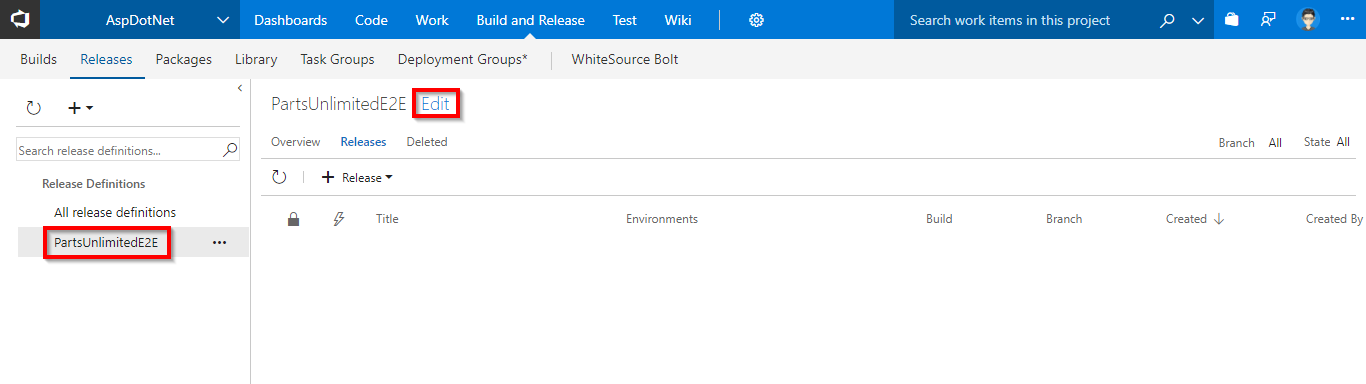 AspDotNet Dashboards Code Work Build and Release Test Wiki Search work items in this project
Builds Releases Packages Library Task Groups Deployment Groups* WhiteSource Bolt
PartsUnlimitedE2E Edit
Overview Releases Deleted Branch All State All
Search release definitions...
+ Release
Release Definitions
All release definitions
Title Environments Build Branch Created Created By
PartsUnlimitedE2E ...